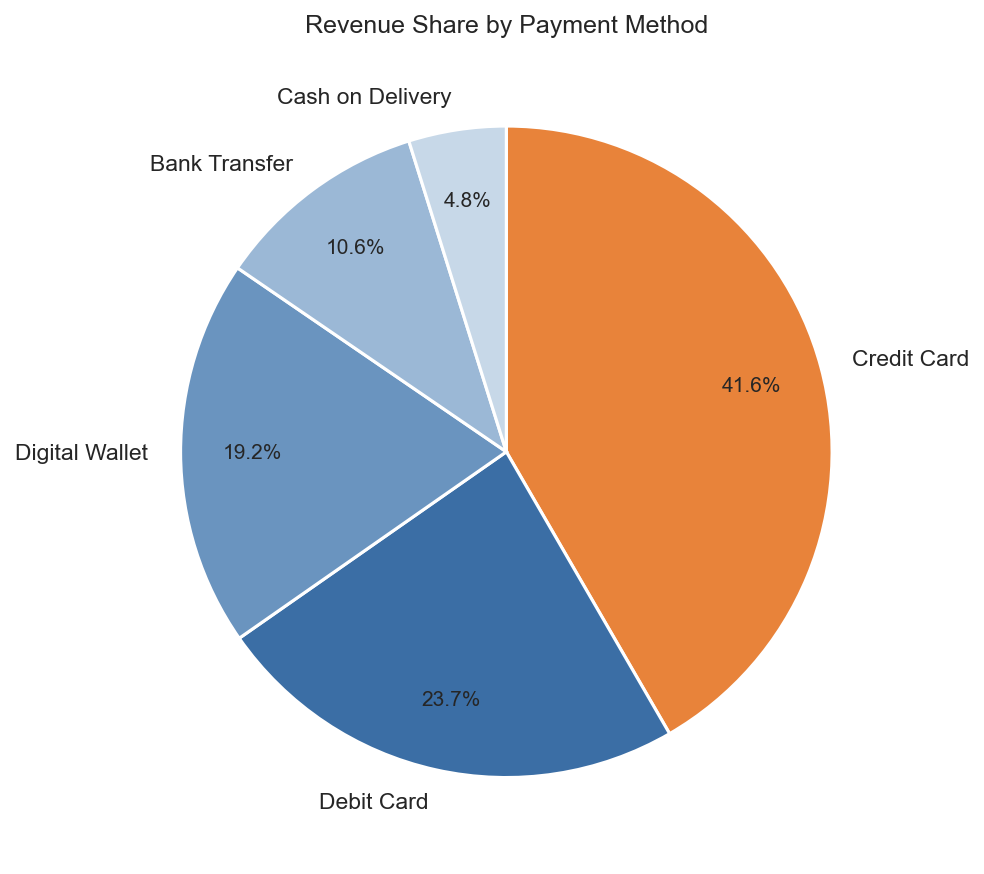 Revenue Share by Payment Method
Cash on Delivery
Bank Transfer
4.8%
10.6%
Credit Card
41.6%
Digital Wallet
19.2%
23.7%
Debit Card